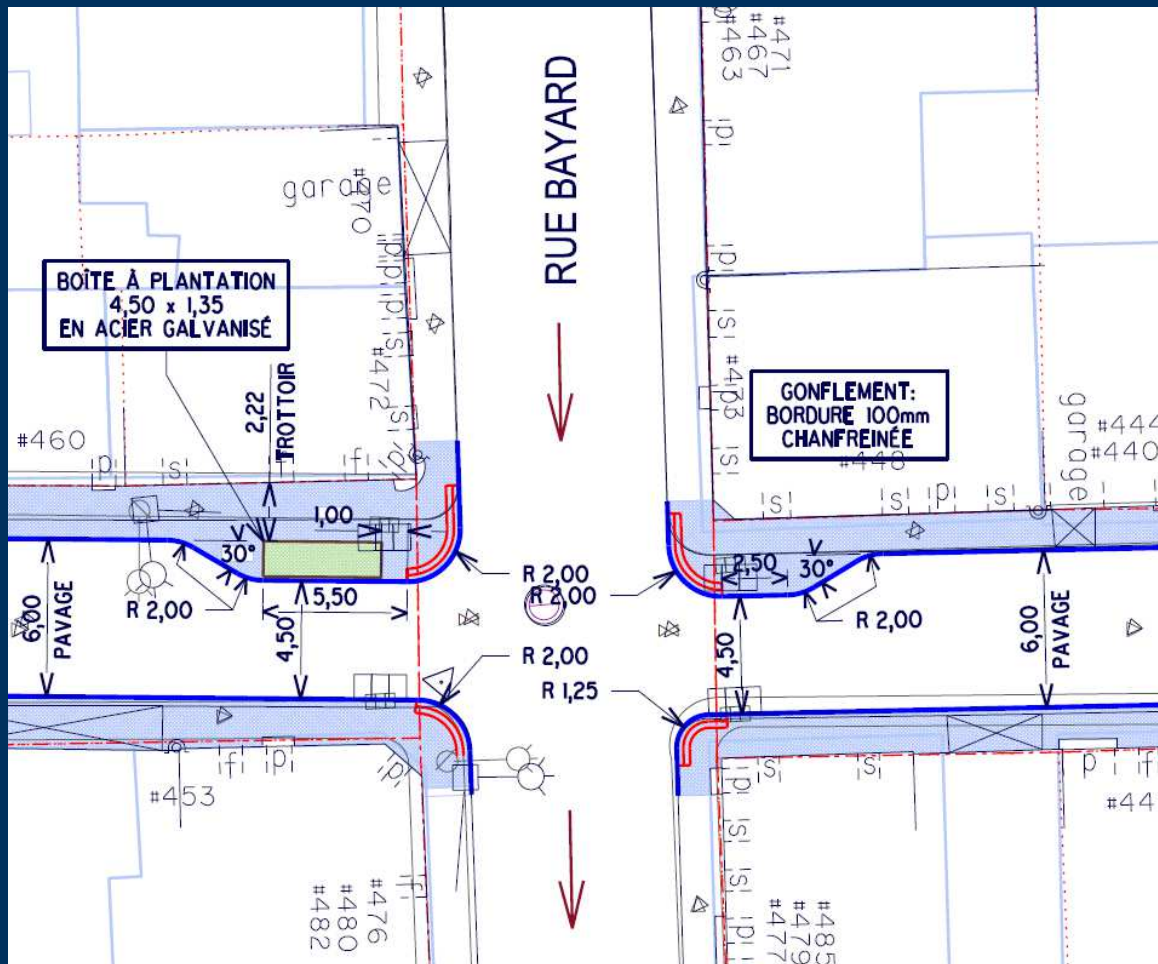 #463
#467
#471
RUE BAYARD
garage
#470
p
p
p
p
p
s
BOÎTE À PLANTATION
4,50 x 1,35
EN ACIER GALVANISÉ
#472
s
p
s
#473
p
s
GONFLEMENT:
BORDURE 100mm
CHANFREINÉE
garage
#444
#440
#460
2,22
TROTTOIR
#448
p
s
f
s
s
p
s
1,00
30°
2,50
30°
R 2,00
5,50
R 2,00
R 2,00
R 2,00
6,00
PAVAGE
4,50
4,50
6,00
PAVAGE
R 2,00
R 1,25
f
p
p
#453
p
s
s
s
p
f
#44
#482
#480
#476
f
s
p
#477
#479
#485